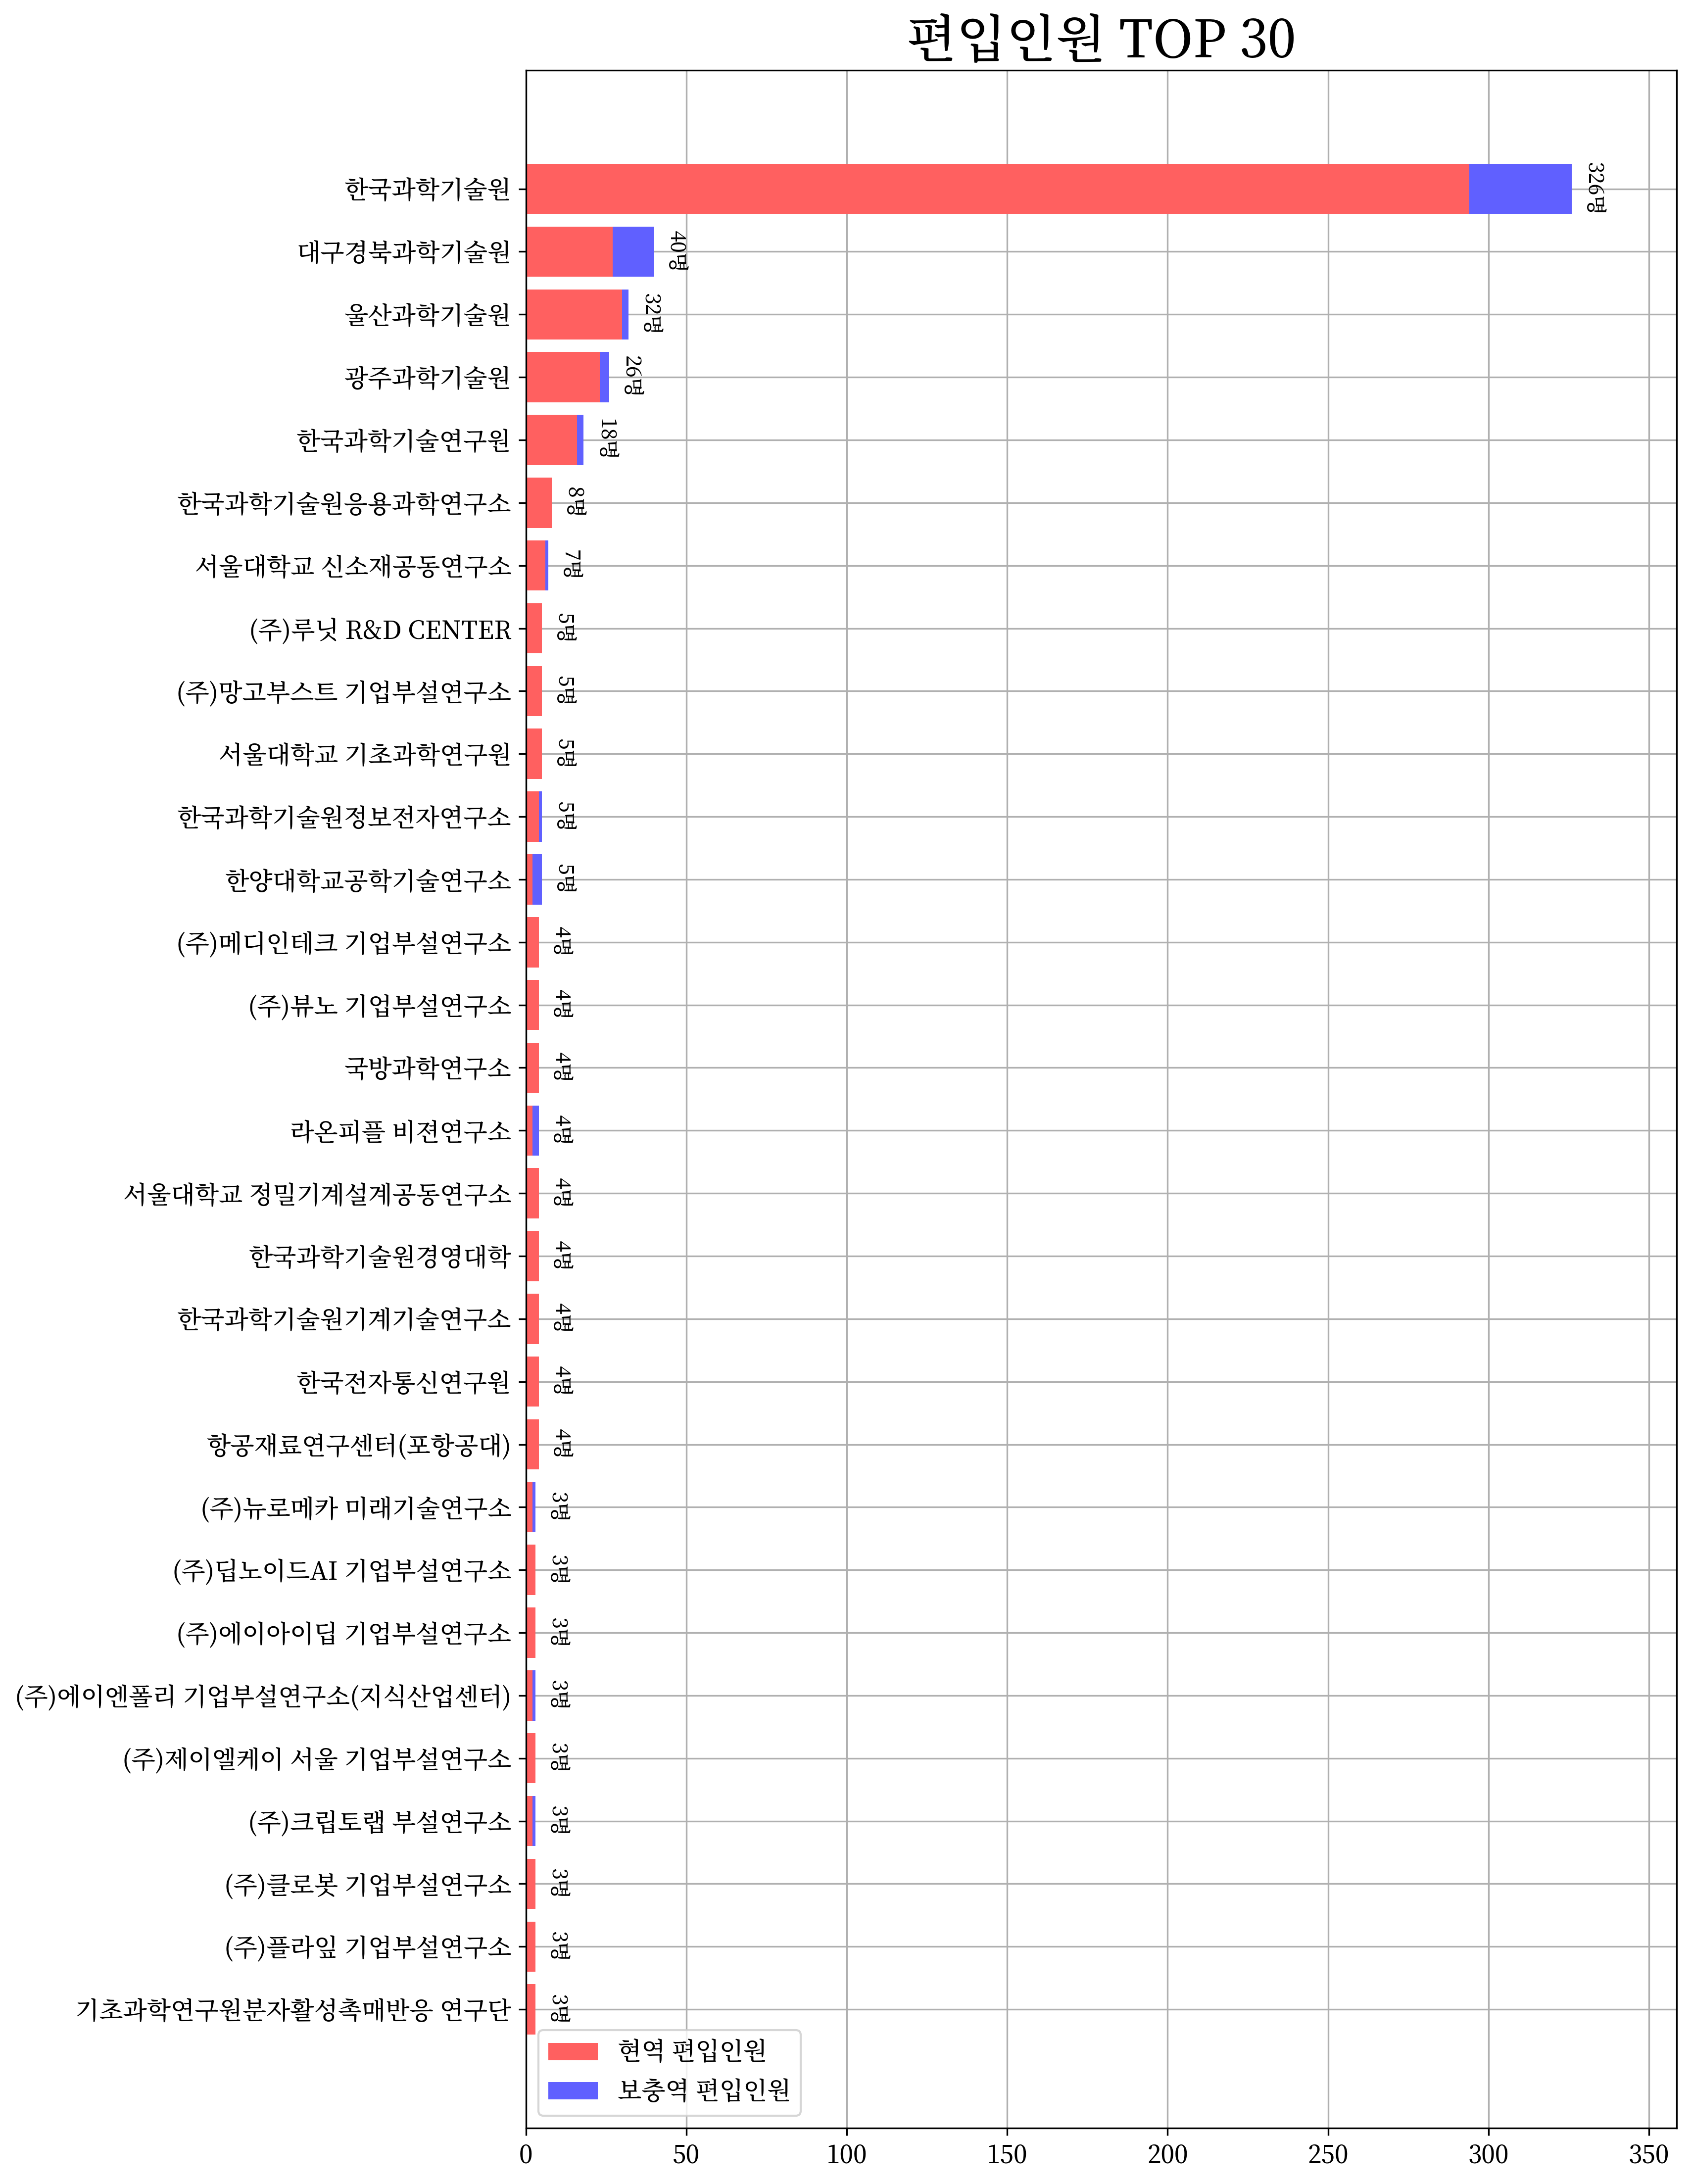 편입인원 TOP 30
한국과학기술원 326명
대구경북과학기술원 40명
울산과학기술원 32명
광주과학기술원 26명
한국과학기술연구원 18명
한국과학기술원응용과학연구소 8명
서울대학교 신소재공동연구소 7명
(주)루닛 R&D CENTER 5명
(주)망고부스트 기업부설연구소 5명
서울대학교 기초과학연구원 5명
한국과학기술원정보전자연구소 5명
한양대학교공학기술연구소 5명
(주)메디인테크 기업부설연구소 4명
(주)뷰노 기업부설연구소 4명
국방과학연구소 4명
라온피플 비젼연구소 4명
서울대학교 정밀기계설계공동연구소 4명
한국과학기술원경영대학 4명
한국과학기술원기계기술연구소 4명
한국전자통신연구원 4명
항공재료연구센터(포항공대) 4명
(주)뉴로메카 미래기술연구소 3명
(주)딥노이드AI 기업부설연구소 3명
(주)에이아이딥 기업부설연구소 3명
(주)에이엔폴리 기업부설연구소(지식산업센터) 3명
(주)제이엘케이 서울 기업부설연구소 3명
(주)크립토랩 부설연구소 3명
(주)클로봇 기업부설연구소 3명
(주)플라잎 기업부설연구소 3명
기초과학연구원분자활성촉매반응 연구단 3명
현역 편입인원
보충역 편입인원
0 50 100 150 200 250 300 350